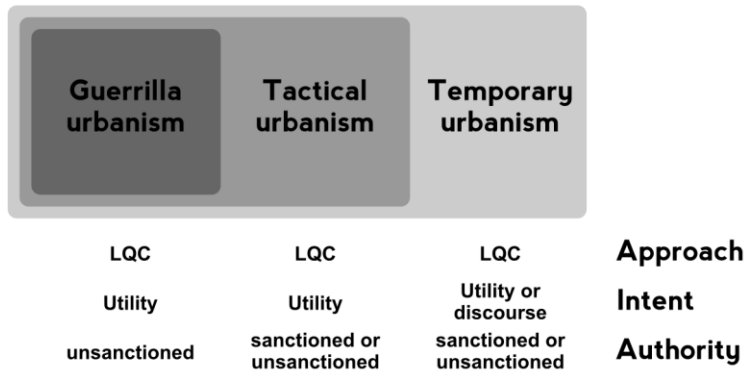 Guerrilla urbanism Tactical urbanism Temporary urbanism
LQC LQC LQC Approach
Utility Utility Utility or discourse Intent
unsanctioned sanctioned or unsanctioned sanctioned or unsanctioned Authority